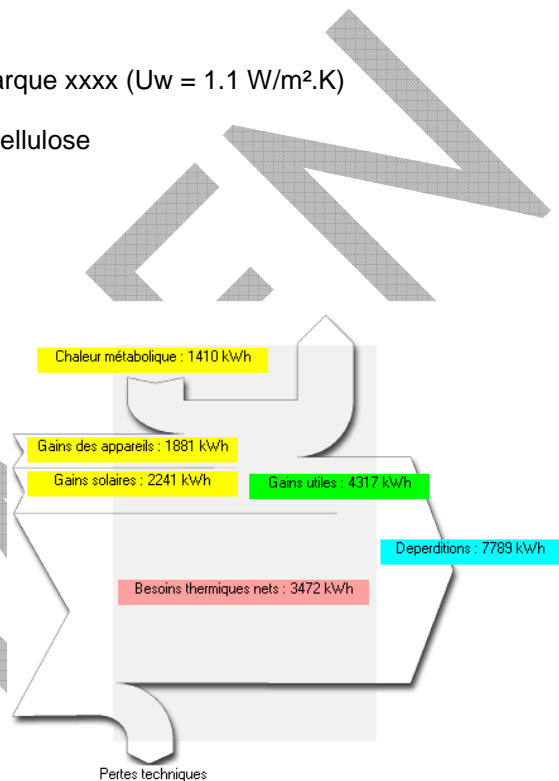 arque xxxx (Uw = 1.1 W/m².K)
ellulose
Chaleur métabolique : 1410 kWh
Gains des appareils : 1881 kWh
Gains solaires : 2241 kWh
Gains utiles : 4317 kWh
Deperditions : 7789 kWh
Besoins thermiques nets : 3472 kWh
Pertes techniques